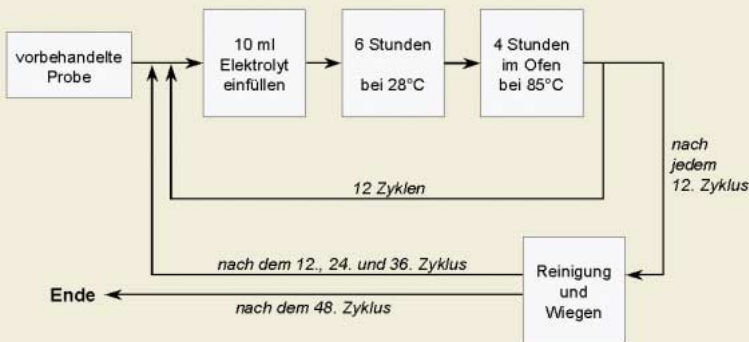 vorbehandelte
Probe
10 ml
Elektrolyt
einfüllen
6 Stunden
bei 28°C
4 Stunden
im Ofen
bei 85°C
nach
jedem
12. Zyklus
12 Zyklen
nach dem 12., 24. und 36. Zyklus
Reinigung
und
Wiegen
Ende
nach dem 48. Zyklus